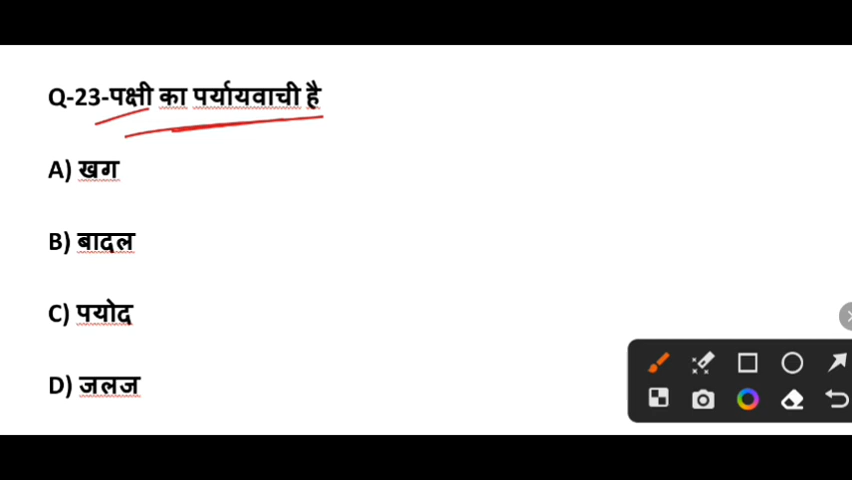 Q-23-पक्षी का पर्यायवाची है
A) खग
B) बादल
C) पयोद
D) जलज